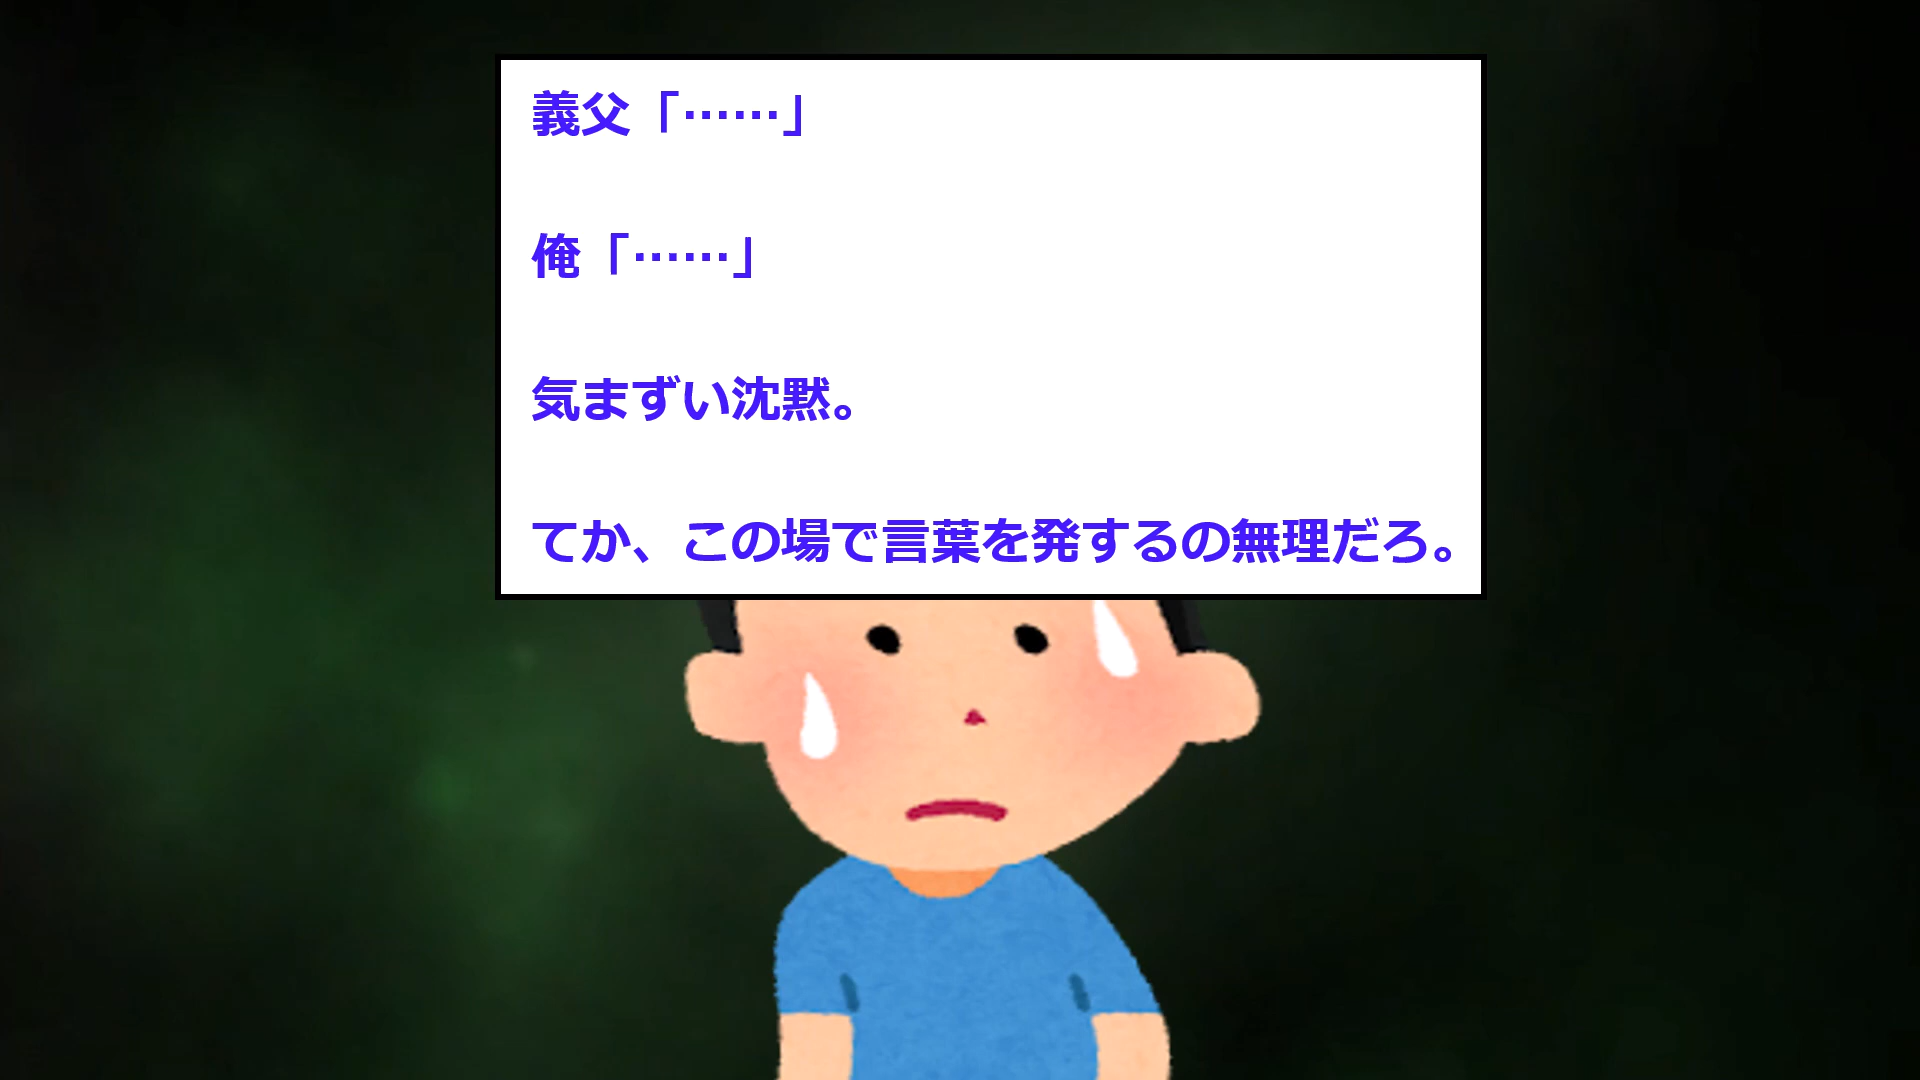 義父「……」
俺「……」
気まずい沈黙。
てか、この場で言葉を発するの無理だろ。